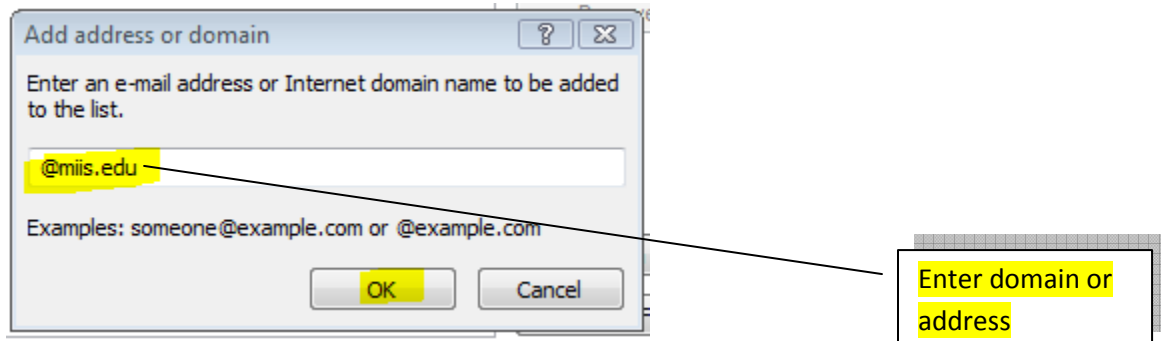 Add address or domain
Enter an e-mail address or Internet domain name to be added
to the list.
@miis.edu
Examples: someone@example.com or @example.com
OK
Cancel
Enter domain or
address